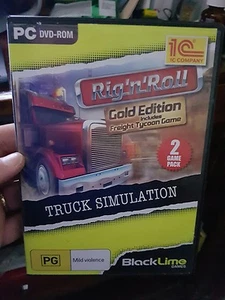 PC DVD-ROM
1C
1C COMPANY
Rig'n'Roll
Gold Edition
includes
Freight Tycoon Game
2
GAME
PACK
TRUCK SIMULATION
PG
Mild violence
BlackLime
GAMES